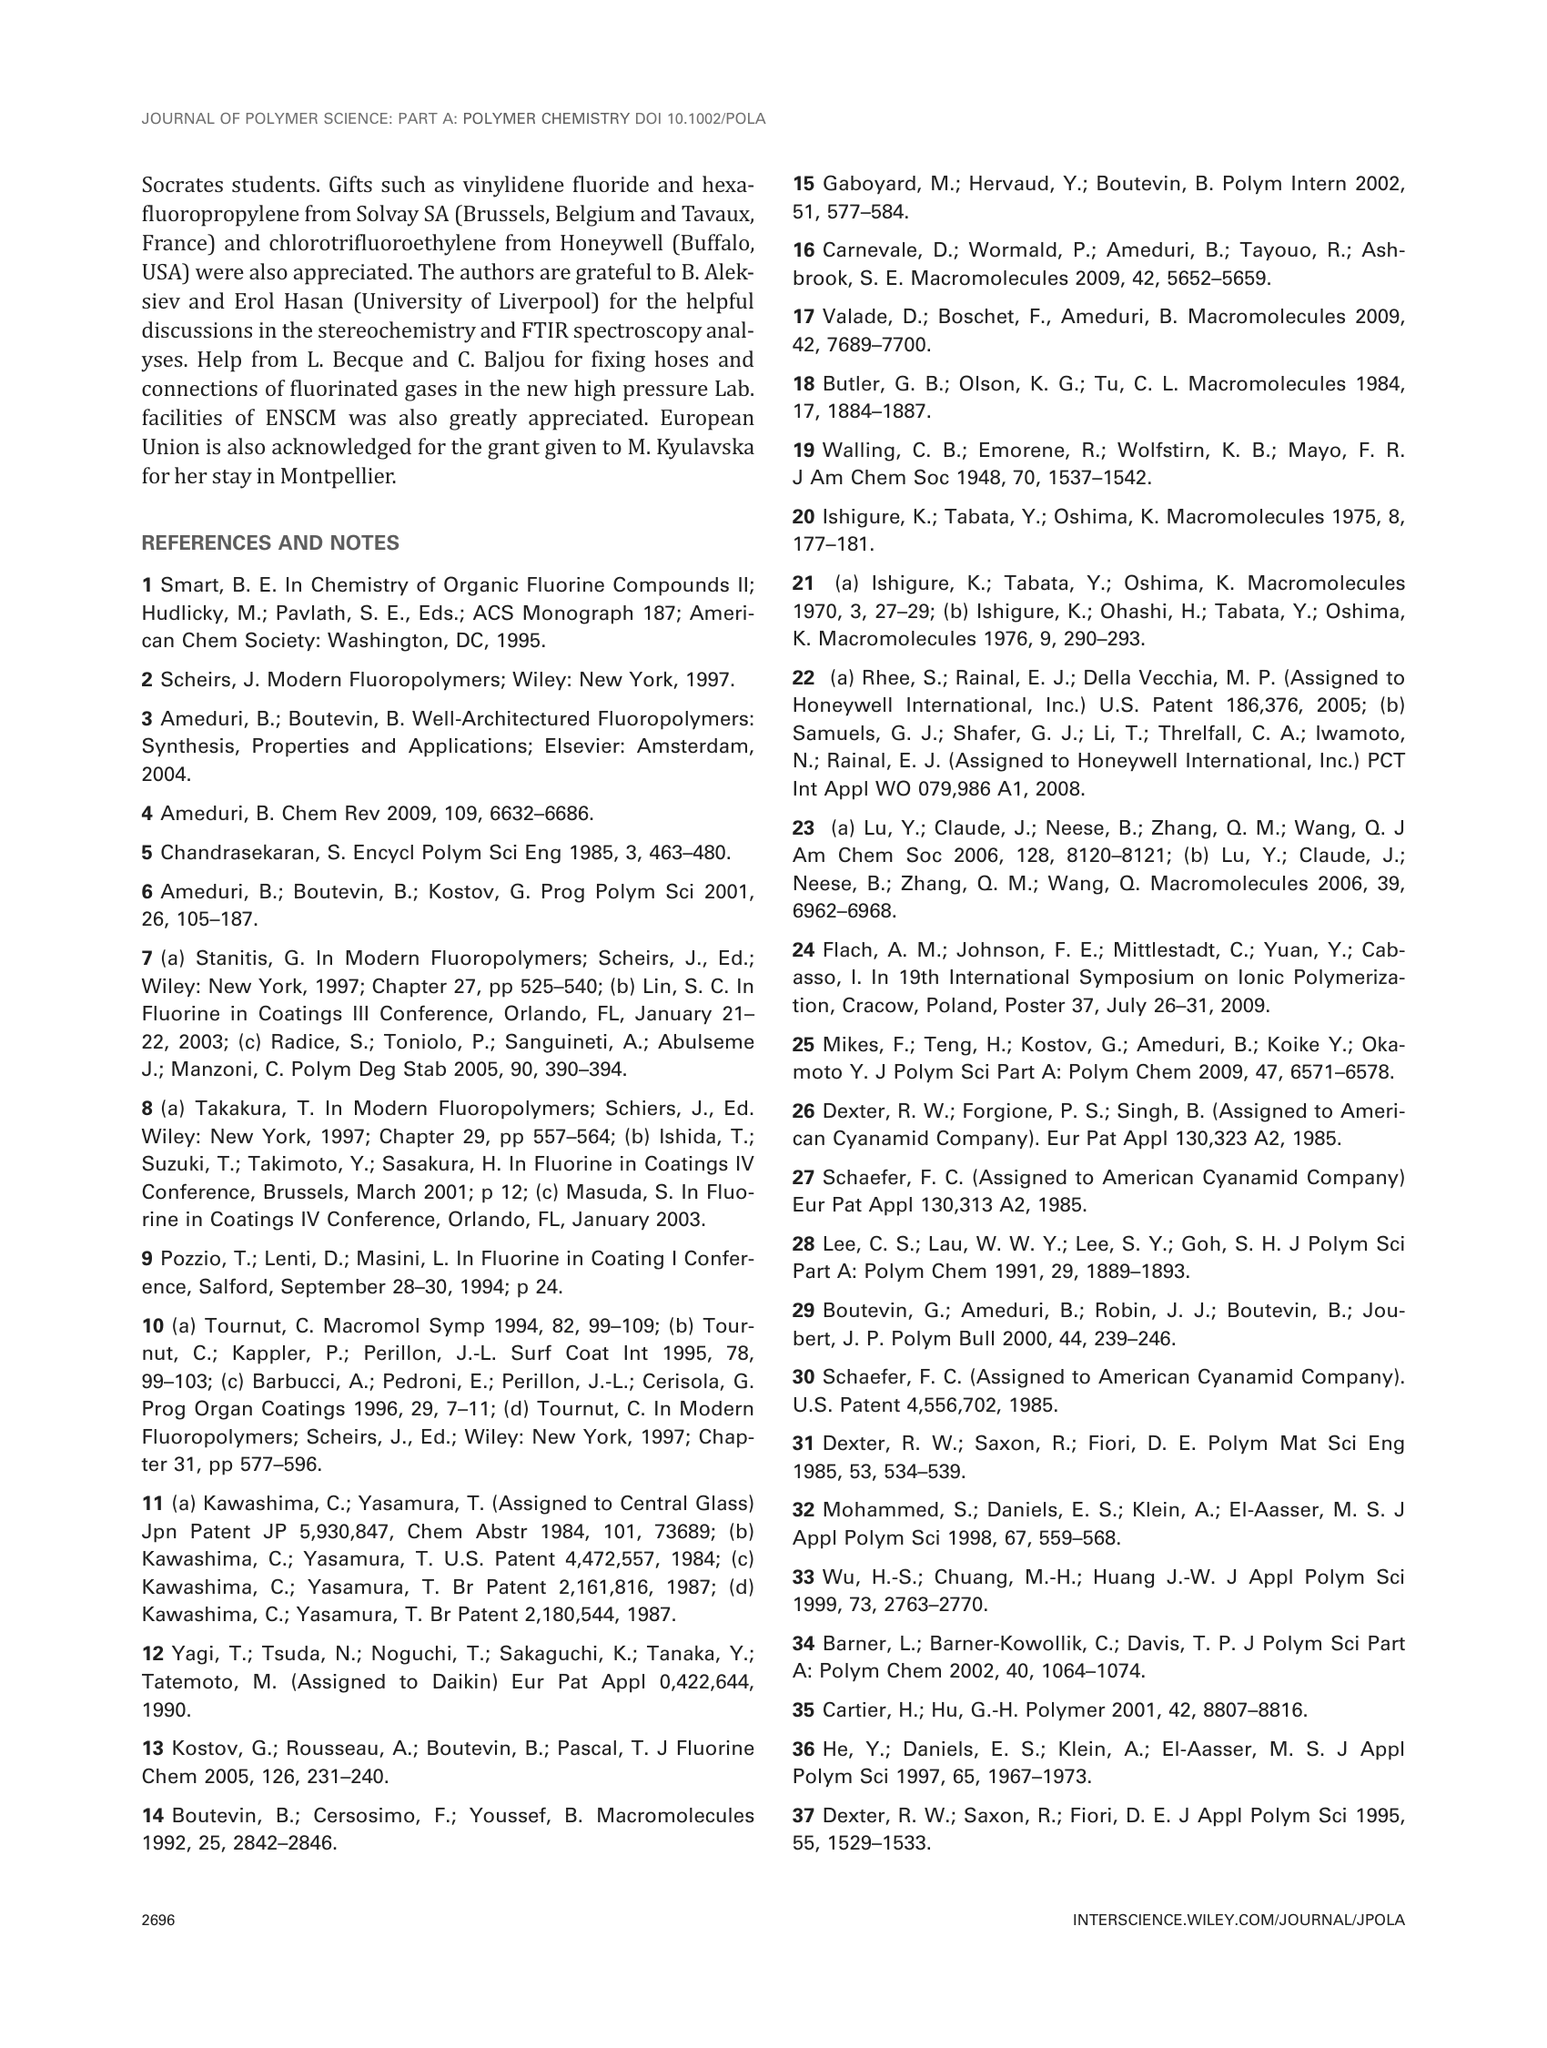 JOURNAL OF POLYMER SCIENCE: PART A: POLYMER CHEMISTRY DOI 10.1002/POLA
Socrates students. Gifts such as vinylidene fluoride and hexa-
fluoropropylene from Solvay SA (Brussels, Belgium and Tavaux,
France) and chlorotrifluoroethylene from Honeywell (Buffalo,
USA) were also appreciated. The authors are grateful to B. Alek-
siev and Erol Hasan (University of Liverpool) for the helpful
discussions in the stereochemistry and FTIR spectroscopy anal-
yses. Help from L. Becque and C. Baljou for fixing hoses and
connections of fluorinated gases in the new high pressure Lab.
facilities of ENSCM was also greatly appreciated. European
Union is also acknowledged for the grant given to M. Kyulavska
for her stay in Montpellier.
REFERENCES AND NOTES
1 Smart, B. E. In Chemistry of Organic Fluorine Compounds II;
Hudlicky, M.; Pavlath, S. E., Eds.; ACS Monograph 187; Ameri-
can Chem Society: Washington, DC, 1995.
2 Scheirs, J. Modern Fluoropolymers; Wiley: New York, 1997.
3 Ameduri, B.; Boutevin, B. Well-Architectured Fluoropolymers:
Synthesis, Properties and Applications; Elsevier: Amsterdam,
2004.
4 Ameduri, B. Chem Rev 2009, 109, 6632–6686.
5 Chandrasekaran, S. Encycl Polym Sci Eng 1985, 3, 463–480.
6 Ameduri, B.; Boutevin, B.; Kostov, G. Prog Polym Sci 2001,
26, 105–187.
7 (a) Stanitis, G. In Modern Fluoropolymers; Scheirs, J., Ed.;
Wiley: New York, 1997; Chapter 27, pp 525–540; (b) Lin, S. C. In
Fluorine in Coatings III Conference, Orlando, FL, January 21–
22, 2003; (c) Radice, S.; Toniolo, P.; Sanguineti, A.; Abulseme
J.; Manzoni, C. Polym Deg Stab 2005, 90, 390–394.
8 (a) Takakura, T. In Modern Fluoropolymers; Schiers, J., Ed.
Wiley: New York, 1997; Chapter 29, pp 557–564; (b) Ishida, T.;
Suzuki, T.; Takimoto, Y.; Sasakura, H. In Fluorine in Coatings IV
Conference, Brussels, March 2001; p 12; (c) Masuda, S. In Fluo-
rine in Coatings IV Conference, Orlando, FL, January 2003.
9 Pozzio, T.; Lenti, D.; Masini, L. In Fluorine in Coating I Confer-
ence, Salford, September 28–30, 1994; p 24.
10 (a) Tournut, C. Macromol Symp 1994, 82, 99–109; (b) Tour-
nut, C.; Kappler, P.; Perillon, J.-L. Surf Coat Int 1995, 78,
99–103; (c) Barbucci, A.; Pedroni, E.; Perillon, J.-L.; Cerisola, G.
Prog Organ Coatings 1996, 29, 7–11; (d) Tournut, C. In Modern
Fluoropolymers; Scheirs, J., Ed.; Wiley: New York, 1997; Chap-
ter 31, pp 577–596.
11 (a) Kawashima, C.; Yasamura, T. (Assigned to Central Glass)
Jpn Patent JP 5,930,847, Chem Abstr 1984, 101, 73689; (b)
Kawashima, C.; Yasamura, T. U.S. Patent 4,472,557, 1984; (c)
Kawashima, C.; Yasamura, T. Br Patent 2,161,816, 1987; (d)
Kawashima, C.; Yasamura, T. Br Patent 2,180,544, 1987.
12 Yagi, T.; Tsuda, N.; Noguchi, T.; Sakaguchi, K.; Tanaka, Y.;
Tatemoto, M. (Assigned to Daikin) Eur Pat Appl 0,422,644,
1990.
13 Kostov, G.; Rousseau, A.; Boutevin, B.; Pascal, T. J Fluorine
Chem 2005, 126, 231–240.
14 Boutevin, B.; Cersosimo, F.; Youssef, B. Macromolecules
1992, 25, 2842–2846.
15 Gaboyard, M.; Hervaud, Y.; Boutevin, B. Polym Intern 2002,
51, 577–584.
16 Carnevale, D.; Wormald, P.; Ameduri, B.; Tayouo, R.; Ash-
brook, S. E. Macromolecules 2009, 42, 5652–5659.
17 Valade, D.; Boschet, F., Ameduri, B. Macromolecules 2009,
42, 7689–7700.
18 Butler, G. B.; Olson, K. G.; Tu, C. L. Macromolecules 1984,
17, 1884–1887.
19 Walling, C. B.; Emorene, R.; Wolfstirn, K. B.; Mayo, F. R.
J Am Chem Soc 1948, 70, 1537–1542.
20 Ishigure, K.; Tabata, Y.; Oshima, K. Macromolecules 1975, 8,
177–181.
21 (a) Ishigure, K.; Tabata, Y.; Oshima, K. Macromolecules
1970, 3, 27–29; (b) Ishigure, K.; Ohashi, H.; Tabata, Y.; Oshima,
K. Macromolecules 1976, 9, 290–293.
22 (a) Rhee, S.; Rainal, E. J.; Della Vecchia, M. P. (Assigned to
Honeywell International, Inc.) U.S. Patent 186,376, 2005; (b)
Samuels, G. J.; Shafer, G. J.; Li, T.; Threlfall, C. A.; Iwamoto,
N.; Rainal, E. J. (Assigned to Honeywell International, Inc.) PCT
Int Appl WO 079,986 A1, 2008.
23 (a) Lu, Y.; Claude, J.; Neese, B.; Zhang, Q. M.; Wang, Q. J
Am Chem Soc 2006, 128, 8120–8121; (b) Lu, Y.; Claude, J.;
Neese, B.; Zhang, Q. M.; Wang, Q. Macromolecules 2006, 39,
6962–6968.
24 Flach, A. M.; Johnson, F. E.; Mittlestadt, C.; Yuan, Y.; Cab-
asso, I. In 19th International Symposium on Ionic Polymeriza-
tion, Cracow, Poland, Poster 37, July 26–31, 2009.
25 Mikes, F.; Teng, H.; Kostov, G.; Ameduri, B.; Koike Y.; Oka-
moto Y. J Polym Sci Part A: Polym Chem 2009, 47, 6571–6578.
26 Dexter, R. W.; Forgione, P. S.; Singh, B. (Assigned to Ameri-
can Cyanamid Company). Eur Pat Appl 130,323 A2, 1985.
27 Schaefer, F. C. (Assigned to American Cyanamid Company)
Eur Pat Appl 130,313 A2, 1985.
28 Lee, C. S.; Lau, W. W. Y.; Lee, S. Y.; Goh, S. H. J Polym Sci
Part A: Polym Chem 1991, 29, 1889–1893.
29 Boutevin, G.; Ameduri, B.; Robin, J. J.; Boutevin, B.; Jou-
bert, J. P. Polym Bull 2000, 44, 239–246.
30 Schaefer, F. C. (Assigned to American Cyanamid Company).
U.S. Patent 4,556,702, 1985.
31 Dexter, R. W.; Saxon, R.; Fiori, D. E. Polym Mat Sci Eng
1985, 53, 534–539.
32 Mohammed, S.; Daniels, E. S.; Klein, A.; El-Aasser, M. S. J
Appl Polym Sci 1998, 67, 559–568.
33 Wu, H.-S.; Chuang, M.-H.; Huang J.-W. J Appl Polym Sci
1999, 73, 2763–2770.
34 Barner, L.; Barner-Kowollik, C.; Davis, T. P. J Polym Sci Part
A: Polym Chem 2002, 40, 1064–1074.
35 Cartier, H.; Hu, G.-H. Polymer 2001, 42, 8807–8816.
36 He, Y.; Daniels, E. S.; Klein, A.; El-Aasser, M. S. J Appl
Polym Sci 1997, 65, 1967–1973.
37 Dexter, R. W.; Saxon, R.; Fiori, D. E. J Appl Polym Sci 1995,
55, 1529–1533.
2696
INTERSCIENCE.WILEY.COM/JOURNAL/JPOLA